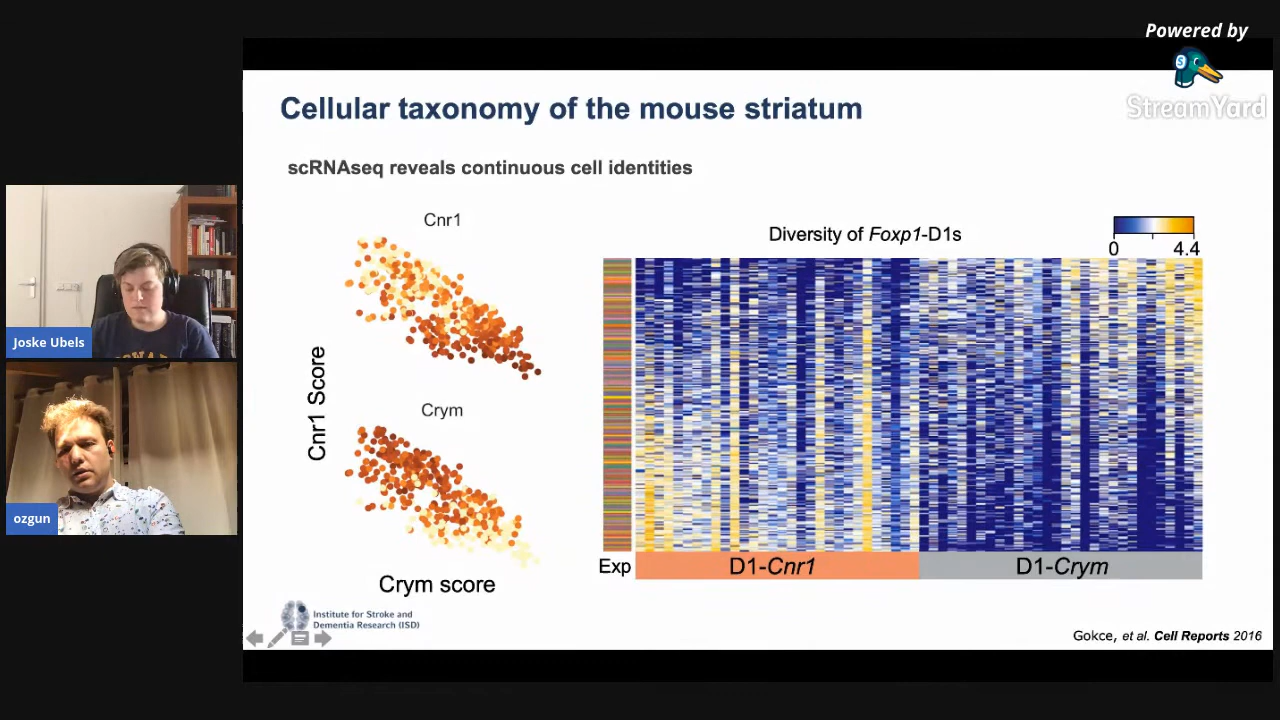 Powered by
StreamYard
Cellular taxonomy of the mouse striatum
scRNAseq reveals continuous cell identities
Cnr1
Crym
Cnr1 Score
Crym score
Diversity of Foxp1-D1s
0 4.4
Exp
D1-Cnr1
D1-Crym
Institute for Stroke and
Dementia Research (ISD)
Gokce, et al. Cell Reports 2016
Joske Ubels
ozgun